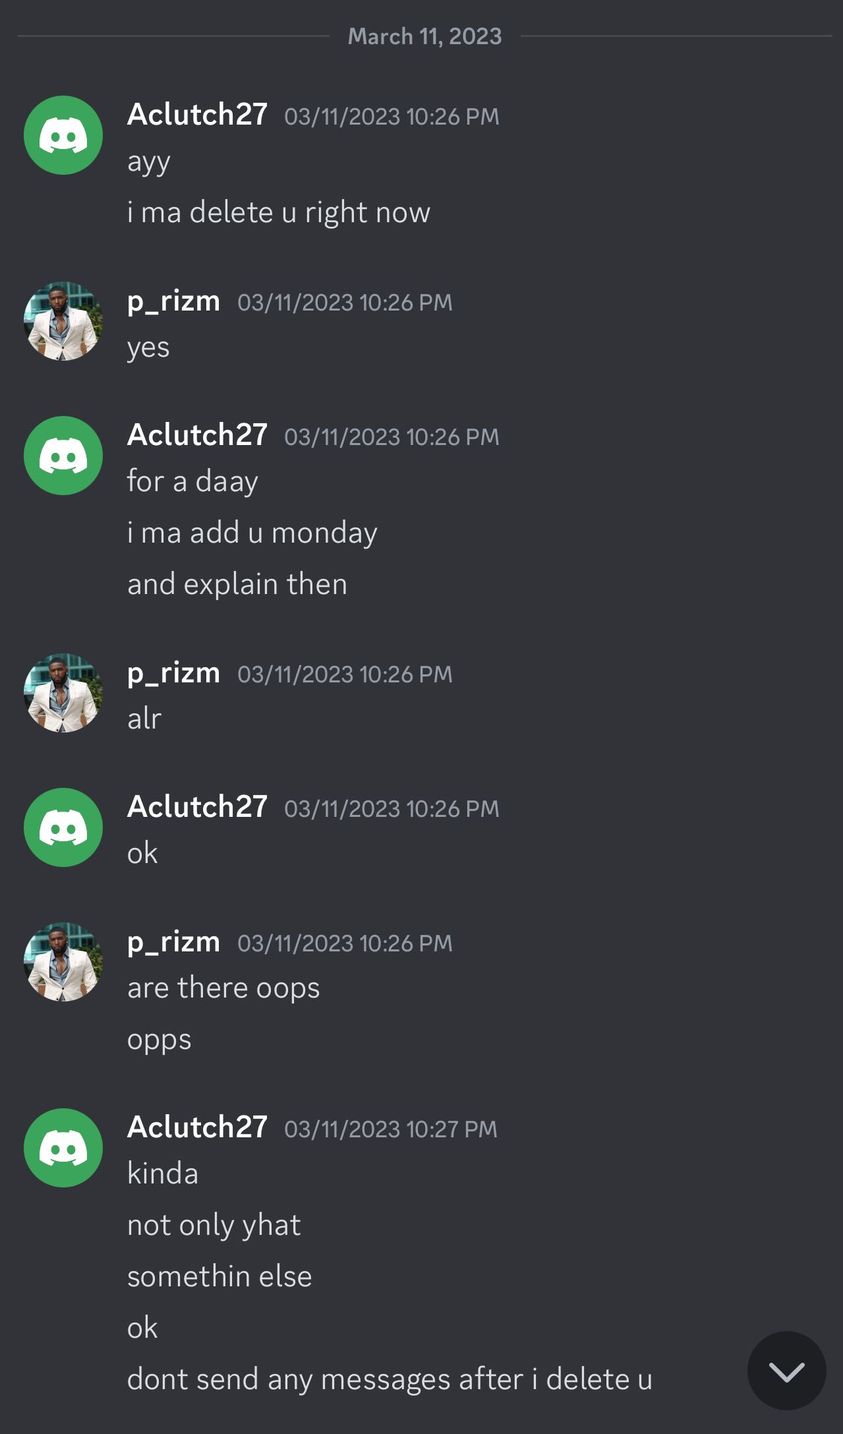 March 11, 2023
Aclutch27 03/11/2023 10:26 PM
ayy
i ma delete u right now
p_rizm 03/11/2023 10:26 PM
yes
Aclutch27 03/11/2023 10:26 PM
for a daay
i ma add u monday
and explain then
p_rizm 03/11/2023 10:26 PM
alr
Aclutch27 03/11/2023 10:26 PM
ok
p_rizm 03/11/2023 10:26 PM
are there oops
opps
Aclutch27 03/11/2023 10:27 PM
kinda
not only yhat
somethin else
ok
dont send any messages after i delete u